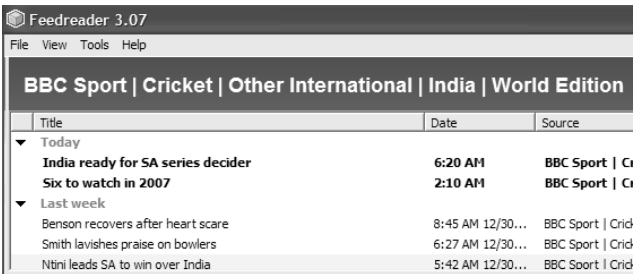 Feedreader 3.07
File View Tools Help
BBC Sport | Cricket | Other International | India | World Edition
Title Date Source
Today
India ready for SA series decider 6:20 AM BBC Sport | Cr
Six to watch in 2007 2:10 AM BBC Sport | Cr
Last week
Benson recovers after heart scare 8:45 AM 12/30... BBC Sport | Crick
Smith lavishes praise on bowlers 6:27 AM 12/30... BBC Sport | Crick
Ntini leads SA to win over India 5:42 AM 12/30... BBC Sport | Crick